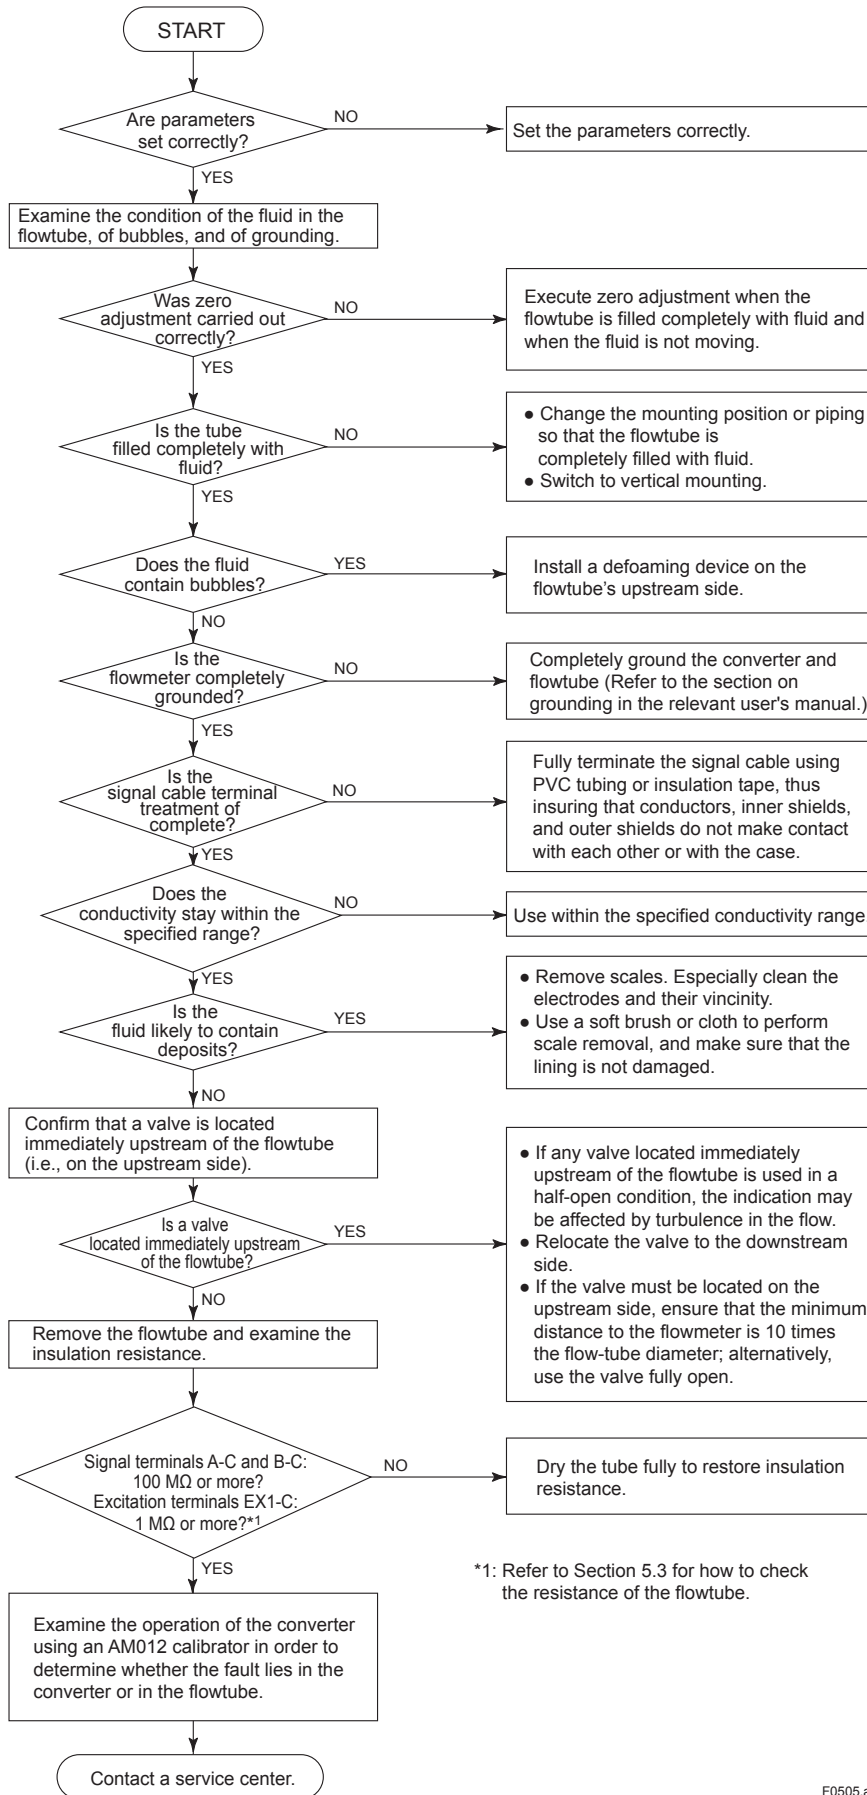 START
Are parameters
set correctly?
NO
Set the parameters correctly.
YES
Examine the condition of the fluid in the
flowtube, of bubbles, and of grounding.
Was zero
adjustment carried out
correctly?
NO
Execute zero adjustment when the
flowtube is filled completely with fluid and
when the fluid is not moving.
YES
Is the tube
filled completely with
fluid?
NO
● Change the mounting position or piping
so that the flowtube is
completely filled with fluid.
● Switch to vertical mounting.
YES
Does the fluid
contain bubbles?
YES
Install a defoaming device on the
flowtube's upstream side.
NO
Is the
flowmeter completely
grounded?
NO
Completely ground the converter and
flowtube (Refer to the section on
grounding in the relevant user's manual.)
YES
Is the
signal cable terminal
treatment of
complete?
NO
Fully terminate the signal cable using
PVC tubing or insulation tape, thus
insuring that conductors, inner shields,
and outer shields do not make contact
with each other or with the case.
YES
Does the
conductivity stay within the
specified range?
NO
Use within the specified conductivity range
YES
Is the
fluid likely to contain
deposits?
YES
● Remove scales. Especially clean the
electrodes and their vincinity.
● Use a soft brush or cloth to perform
scale removal, and make sure that the
lining is not damaged.
NO
Confirm that a valve is located
immediately upstream of the flowtube
(i.e., on the upstream side).
Is a valve
located immediately upstream
of the flowtube?
YES
● If any valve located immediately
upstream of the flowtube is used in a
half-open condition, the indication may
be affected by turbulence in the flow.
● Relocate the valve to the downstream
side.
● If the valve must be located on the
upstream side, ensure that the minimum
distance to the flowmeter is 10 times
the flow-tube diameter; alternatively,
use the valve fully open.
NO
Remove the flowtube and examine the
insulation resistance.
Signal terminals A-C and B-C:
100 MΩ or more?
Excitation terminals EX1-C:
1 MΩ or more?*1
NO
Dry the tube fully to restore insulation
resistance.
YES
*1: Refer to Section 5.3 for how to check
the resistance of the flowtube.
Examine the operation of the converter
using an AM012 calibrator in order to
determine whether the fault lies in the
converter or in the flowtube.
Contact a service center.
F0505.a